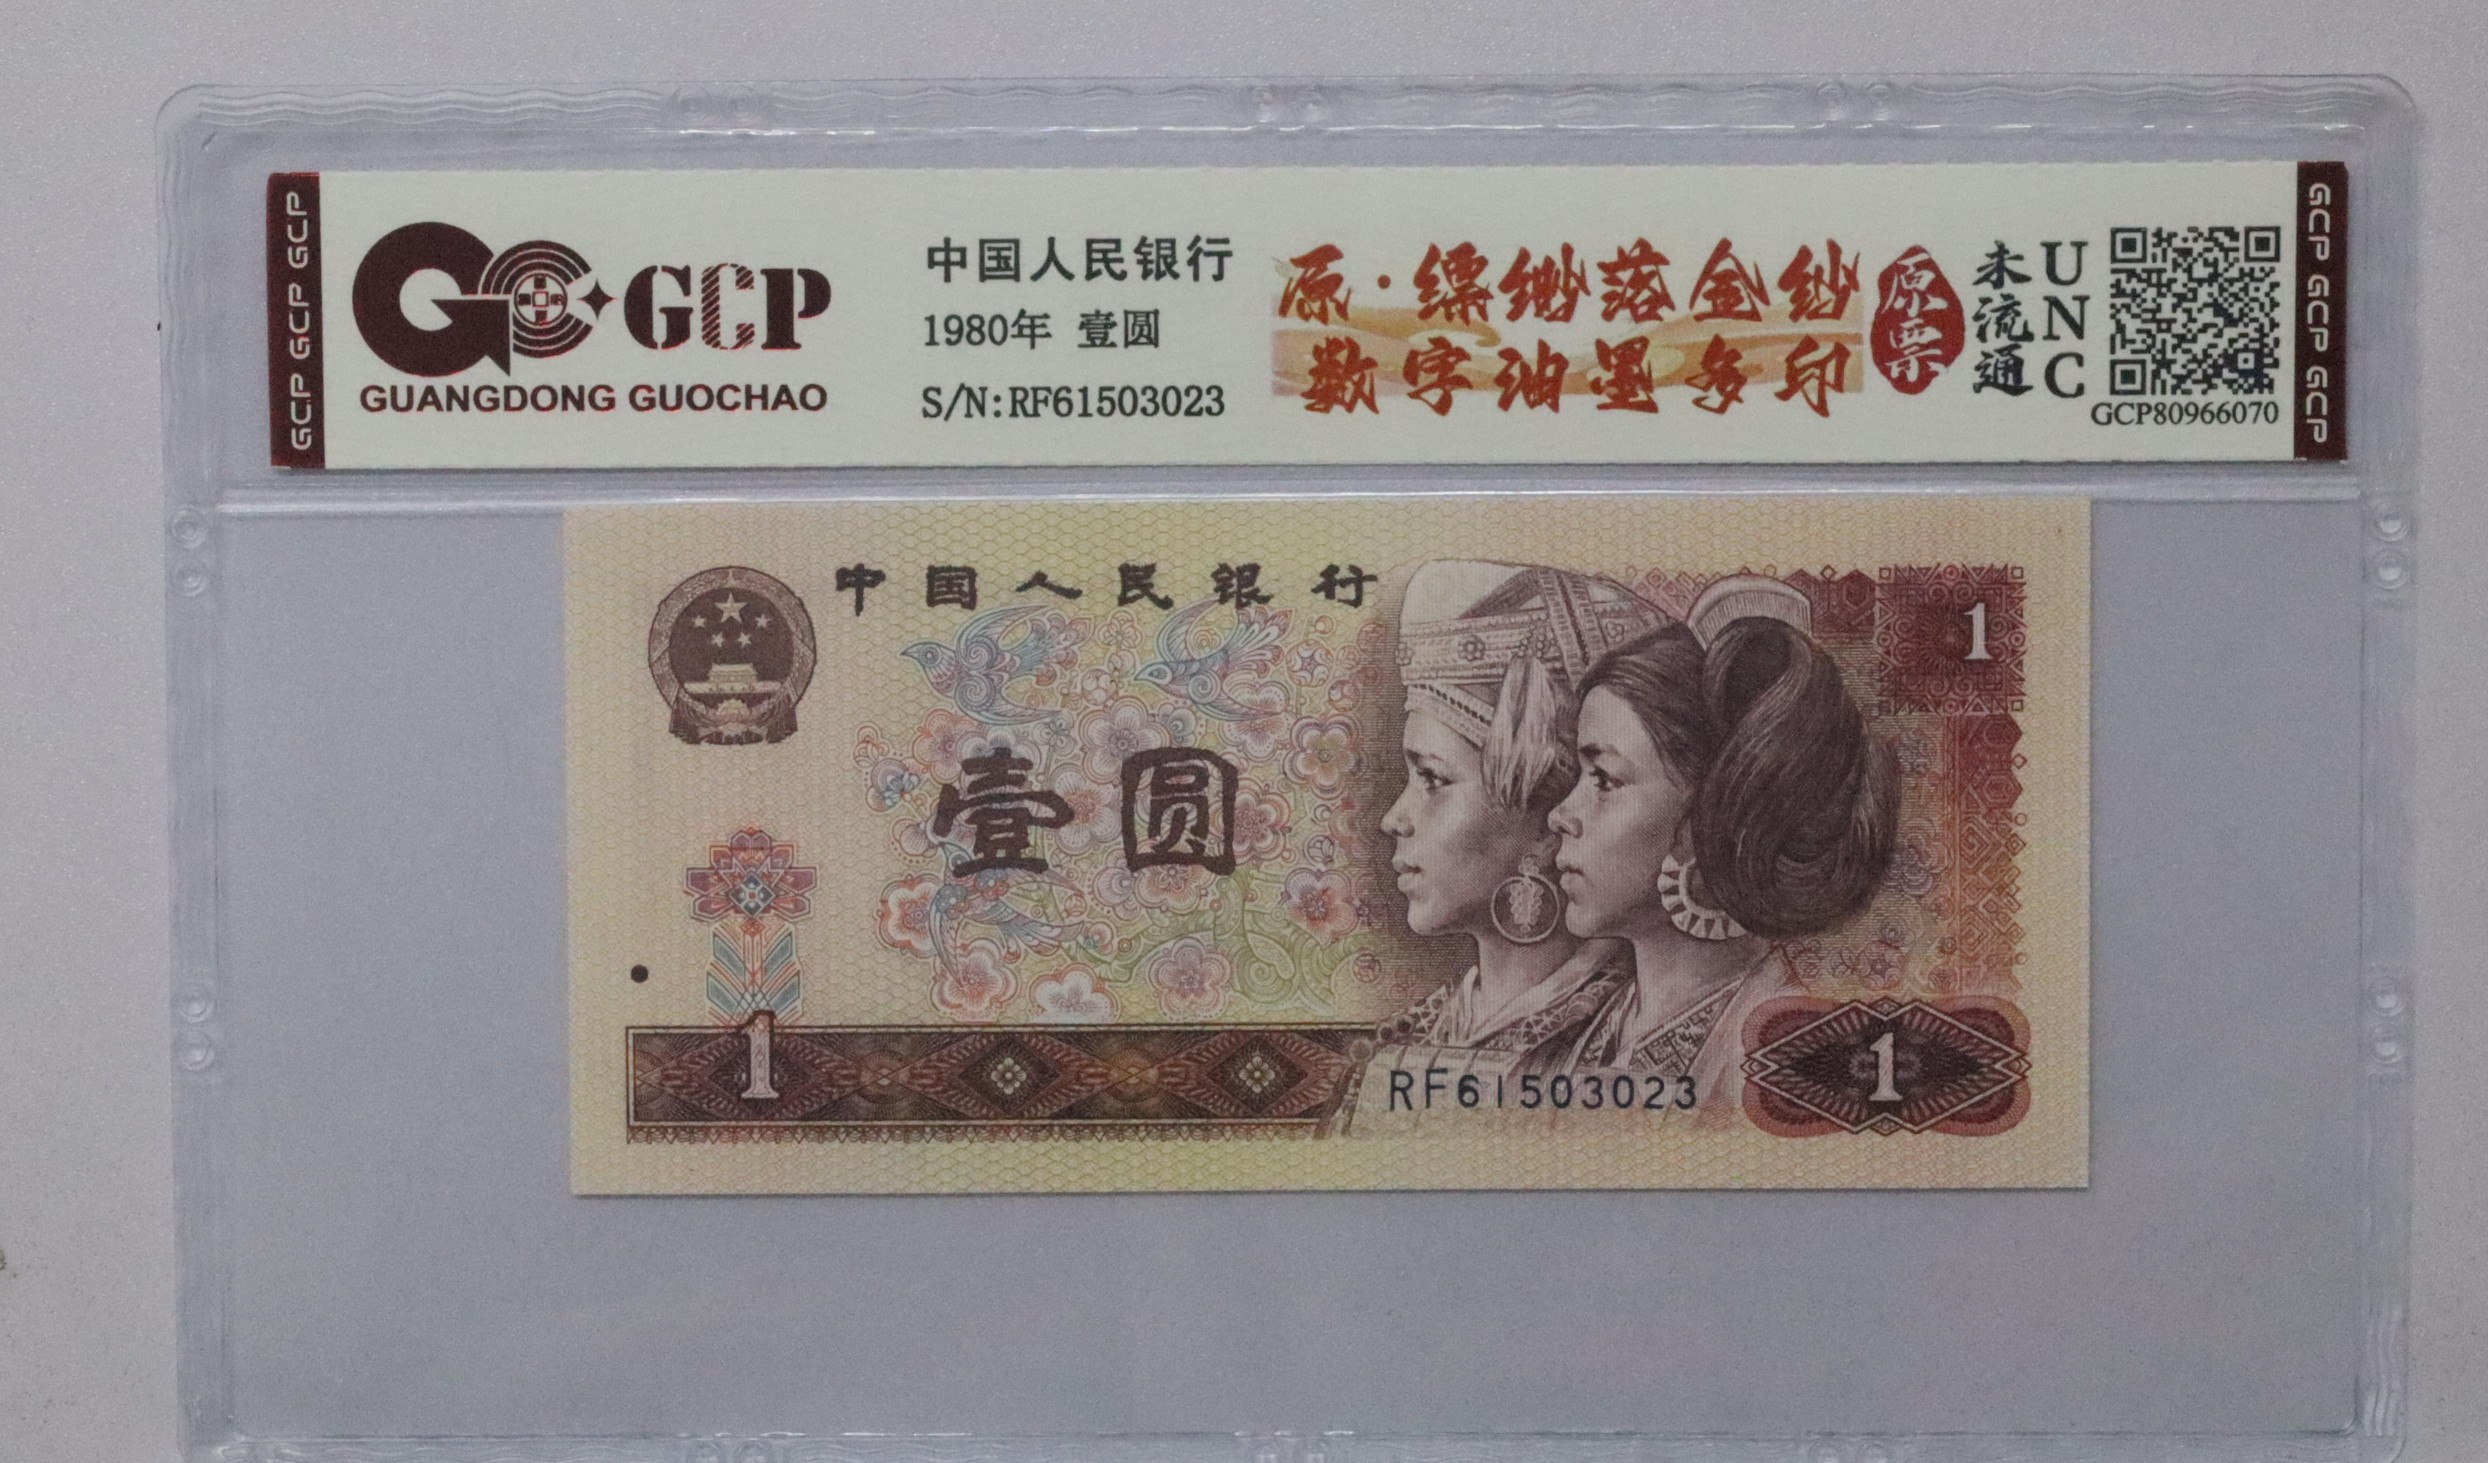 GCP GCP GCP
GCP
GUANGDONG GUOCHAO
中国人民银行
1980年 壹圆
S/N:RF61503023
原·缥缈落金纱
数字油墨多印
原票
未流通
UNC
GCP80966070
GCP GCP GCP
中国人民银行
1
壹圆
1
RF61503023
1